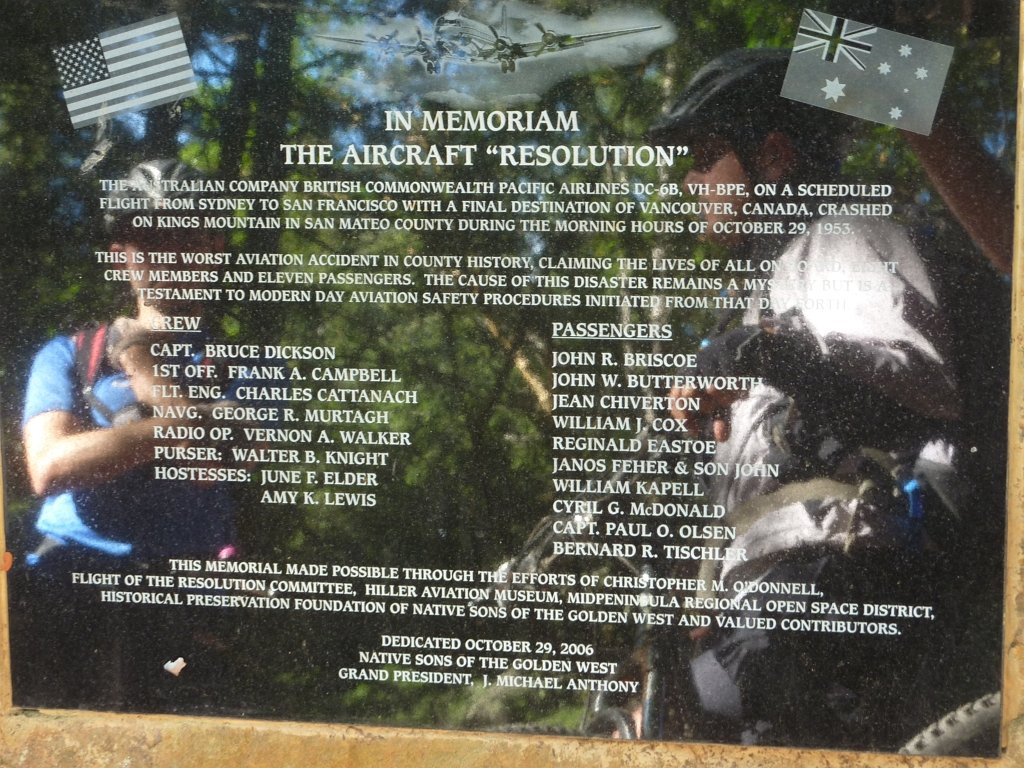 IN MEMORIAM
THE AIRCRAFT "RESOLUTION"
THE AUSTRALIAN COMPANY BRITISH COMMONWEALTH PACIFIC AIRLINES DC-6B, VH-BPE, ON A SCHEDULED
FLIGHT FROM SYDNEY TO SAN FRANCISCO WITH A FINAL DESTINATION OF VANCOUVER, CANADA, CRASHED
ON KINGS MOUNTAIN IN SAN MATEO COUNTY DURING THE MORNING HOURS OF OCTOBER 29, 1953.
THIS IS THE WORST AVIATION ACCIDENT IN COUNTY HISTORY, CLAIMING THE LIVES OF ALL ON BOARD, EIGHT
CREW MEMBERS AND ELEVEN PASSENGERS. THE CAUSE OF THIS DISASTER REMAINS A MYSTERY BUT IS A
TESTAMENT TO MODERN DAY AVIATION SAFETY PROCEDURES INITIATED FROM THAT DAY FORTH.
CREW
CAPT. BRUCE DICKSON
1ST OFF. FRANK A. CAMPBELL
FLT. ENG. CHARLES CATTANACH
NAVG. GEORGE R. MURTAGH
RADIO OP. VERNON A. WALKER
PURSER: WALTER B. KNIGHT
HOSTESSES: JUNE F. ELDER
AMY K. LEWIS
PASSENGERS
JOHN R. BRISCOE
JOHN W. BUTTERWORTH
JEAN CHIVERTON
WILLIAM J. COX
REGINALD EASTOE
JANOS FEHER & SON JOHN
WILLIAM KAPELL
CYRIL G. McDONALD
CAPT. PAUL O. OLSEN
BERNARD R. TISCHLER
THIS MEMORIAL MADE POSSIBLE THROUGH THE EFFORTS OF CHRISTOPHER M. O'DONNELL,
FLIGHT OF THE RESOLUTION COMMITTEE, HILLER AVIATION MUSEUM, MIDPENINSULA REGIONAL OPEN SPACE DISTRICT,
HISTORICAL PRESERVATION FOUNDATION OF NATIVE SONS OF THE GOLDEN WEST AND VALUED CONTRIBUTORS.
DEDICATED OCTOBER 29, 2006
NATIVE SONS OF THE GOLDEN WEST
GRAND PRESIDENT, J. MICHAEL ANTHONY